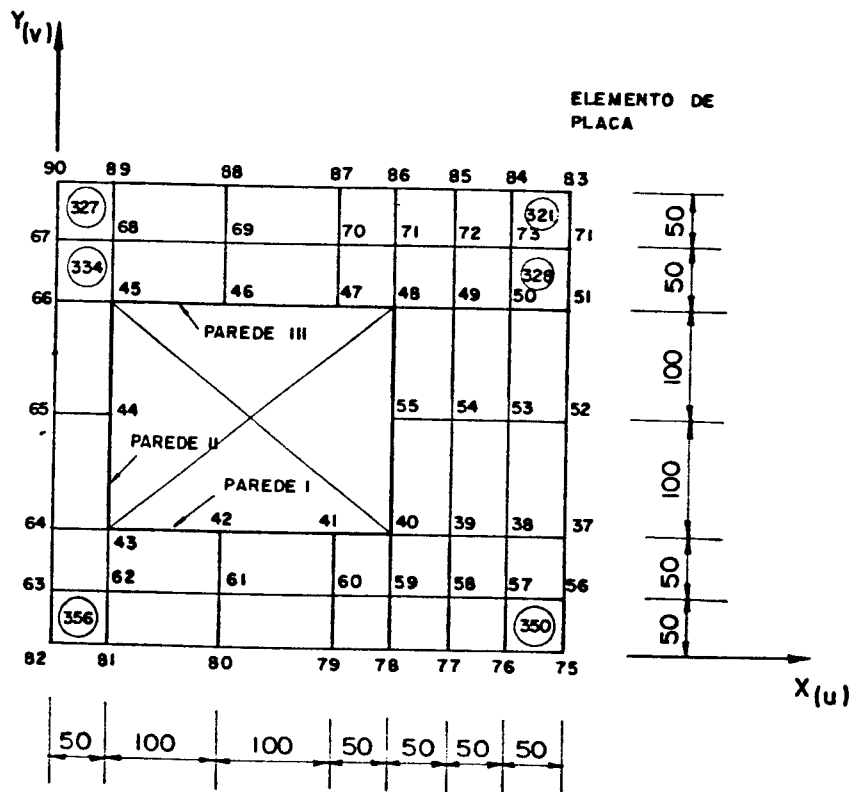 Y(v)
ELEMENTO DE
PLACA
90 89 88 87 86 85 84 83
327 321
67 68 69 70 71 72 73 71
50
334 328
50
66 45 46 47 48 49 50 51
PAREDE III
100
65 44 55 54 53 52
PAREDE II
100
PAREDE I
64 43 42 41 40 39 38 37
50
63 62 61 60 59 58 57 56
356 350
50
82 81 80 79 78 77 76 75
X(u)
50 100 100 50 50 50 50